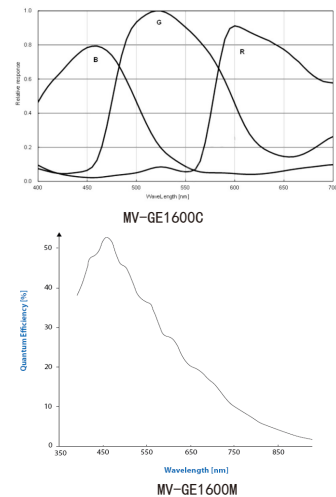 1.0
0.8
0.6
0.4
0.2
0.0
Relative response
B
G
R
400 450 500 550 600 650 700
WaveLength [nm]
MV-GE1600C
50
40
30
20
10
0
Quantum Efficiency [%]
350 450 550 650 750 850
Wavelength [nm]
MV-GE1600M